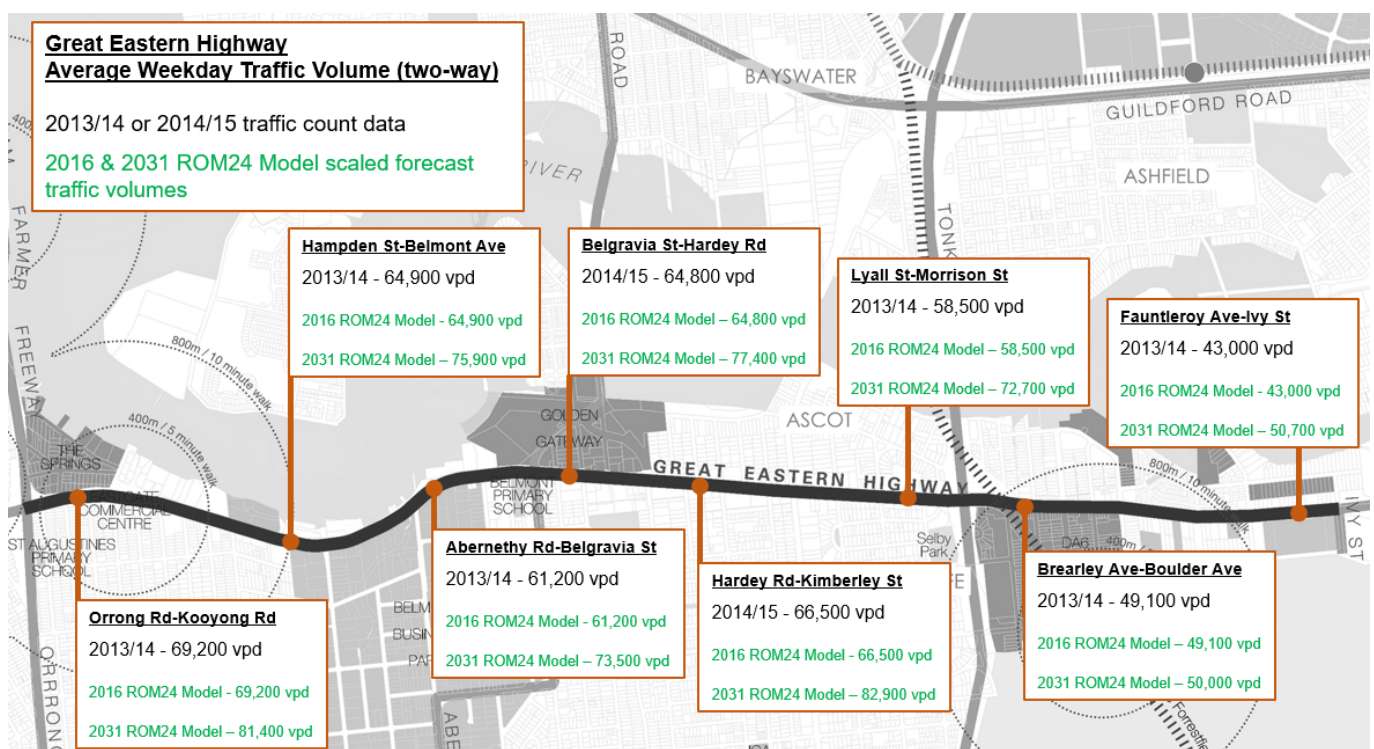 Great Eastern Highway
Average Weekday Traffic Volume (two-way)
2013/14 or 2014/15 traffic count data
2016 & 2031 ROM24 Model scaled forecast
traffic volumes
ROAD
BAYSWATER
GUILDFORD ROAD
ASHFIELD
RIVER
TONK
FARMER
FREEWAY
Hampden St-Belmont Ave
2013/14 - 64,900 vpd
2016 ROM24 Model - 64,900 vpd
2031 ROM24 Model – 75,900 vpd
Belgravia St-Hardey Rd
2014/15 - 64,800 vpd
2016 ROM24 Model – 64,800 vpd
2031 ROM24 Model – 77,400 vpd
Lyall St-Morrison St
2013/14 - 58,500 vpd
2016 ROM24 Model – 58,500 vpd
2031 ROM24 Model – 72,700 vpd
Fauntleroy Ave-Ivy St
2013/14 - 43,000 vpd
2016 ROM24 Model - 43,000 vpd
2031 ROM24 Model – 50,700 vpd
800m / 10 minute walk
400m / 5 minute walk
THE
SPRINGS
EASTGATE
COMMERCIAL
CENTRE
ST AUGUSTINES
PRIMARY
SCHOOL
GOLDEN
GATEWAY
BELMONT
PRIMARY
SCHOOL
ASCOT
GREAT EASTERN HIGHWAY
800m / 10 minute walk
Selby
Park
DA6
400m / 5
IVY ST
Orrong Rd-Kooyong Rd
2013/14 - 69,200 vpd
2016 ROM24 Model - 69,200 vpd
2031 ROM24 Model – 81,400 vpd
Abernethy Rd-Belgravia St
2013/14 - 61,200 vpd
2016 ROM24 Model - 61,200 vpd
2031 ROM24 Model – 73,500 vpd
Hardey Rd-Kimberley St
2014/15 - 66,500 vpd
2016 ROM24 Model – 66,500 vpd
2031 ROM24 Model – 82,900 vpd
Brearley Ave-Boulder Ave
2013/14 - 49,100 vpd
2016 ROM24 Model – 49,100 vpd
2031 ROM24 Model – 50,000 vpd
BELM
BUSIN
PAR
ORRRONG
ABE
Forrestfie